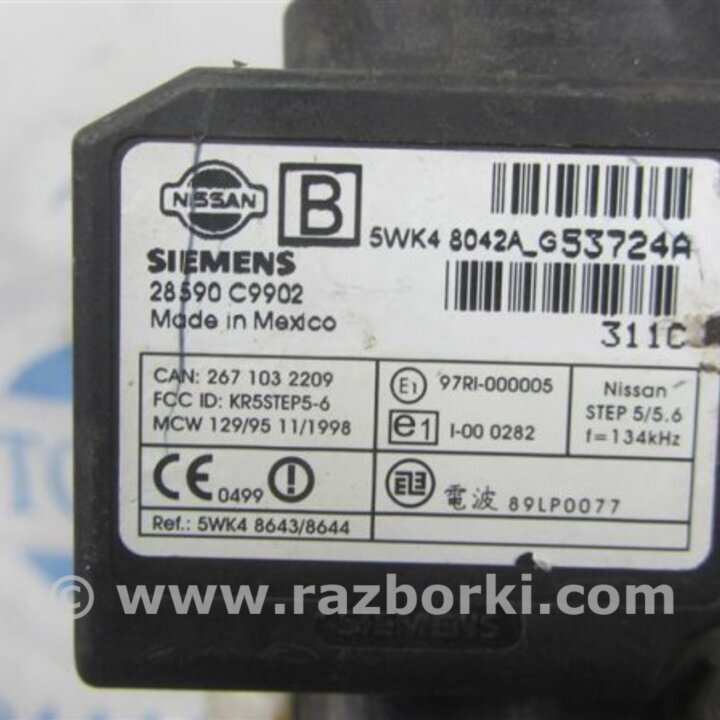 NISSAN
B
5WK4 8042A_G53724A
SIEMENS
28590 C9902
Made in Mexico
311C
CAN: 267 103 2209
FCC ID: KR5STEP5-6
MCW 129/95 11/1998
E1 97RI-000005
e1 I-00 0282
Nissan
STEP 5/5.6
f=134kHz
CE 0499
電波 89LP0077
Ref.: 5WK4 8643/8644
© www.razborki.com
SIEMENS